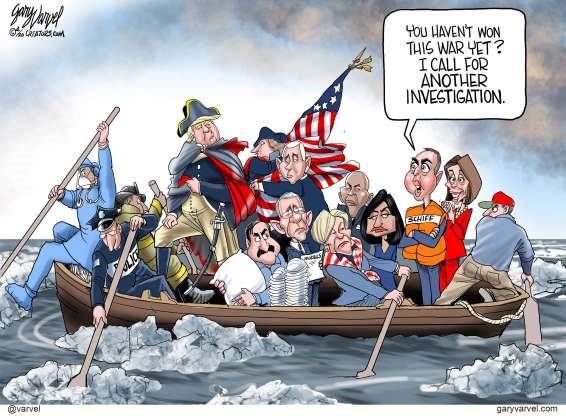 Gary Varvel
©'20 CREATORS.COM
YOU HAVEN'T WON
THIS WAR YET?
I CALL FOR
ANOTHER
INVESTIGATION.
SCHIFF
POLICE
@varvel
garyvarvel.com